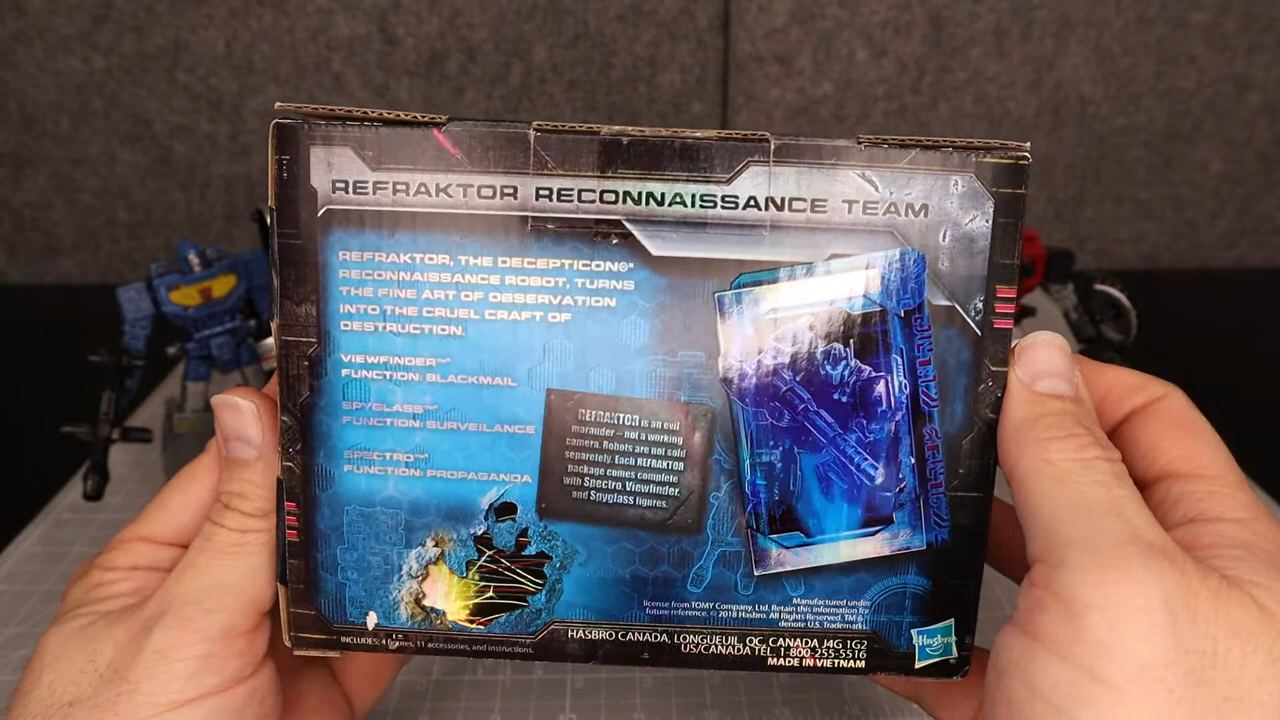 REFRAKTOR RECONNAISSANCE TEAM
REFRAKTOR, THE DECEPTICON®*
RECONNAISSANCE ROBOT, TURNS
THE FINE ART OF OBSERVATION
INTO THE CRUEL CRAFT OF
DESTRUCTION.
VIEWFINDER™*
FUNCTION: BLACKMAIL
SPYGLASS™*
FUNCTION: SURVEILANCE
SPECTRO™*
FUNCTION: PROPAGANDA
REFRAKTOR is an evil
marauder – not a working
camera. Robots are not sold
separately. Each REFRAKTOR
package comes complete
with Spectro, Viewfinder,
and Spyglass figures.
Manufactured under
license from TOMY Company, Ltd. Retain this information for
future reference. © 2018 Hasbro. All Rights Reserved. TM &
denote U.S. Trademarks.
INCLUDES: 4 figures, 11 accessories, and instructions.
HASBRO CANADA, LONGUEUIL, QC, CANADA J4G 1G2
US/CANADA TEL. 1-800-255-5516
MADE IN VIETNAM
Hasbro